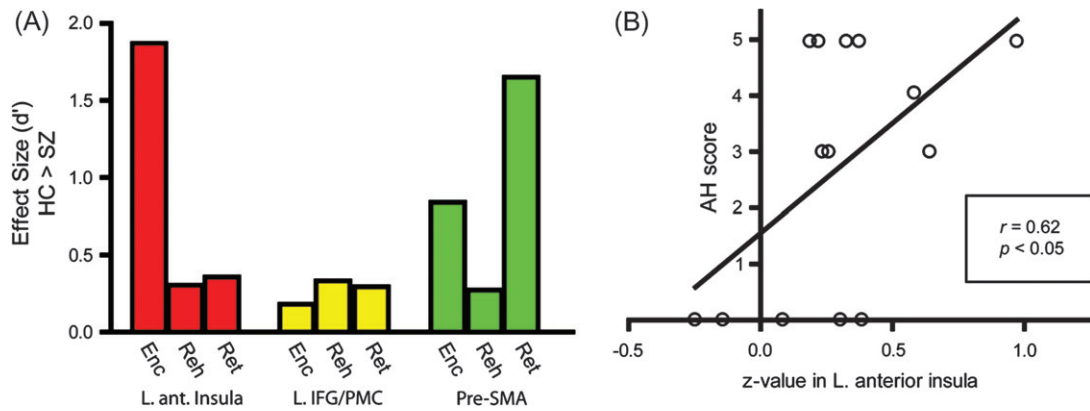 (A)
Effect Size (d')
HC > SZ
2.0
1.5
1.0
0.5
0.0
Enc Reh Ret Enc Reh Ret Enc Reh Ret
L. ant. Insula L. IFG/PMC Pre-SMA
(B)
AH score
5
4
3
2
1
r = 0.62
p < 0.05
-0.5 0.0 0.5 1.0
z-value in L. anterior insula